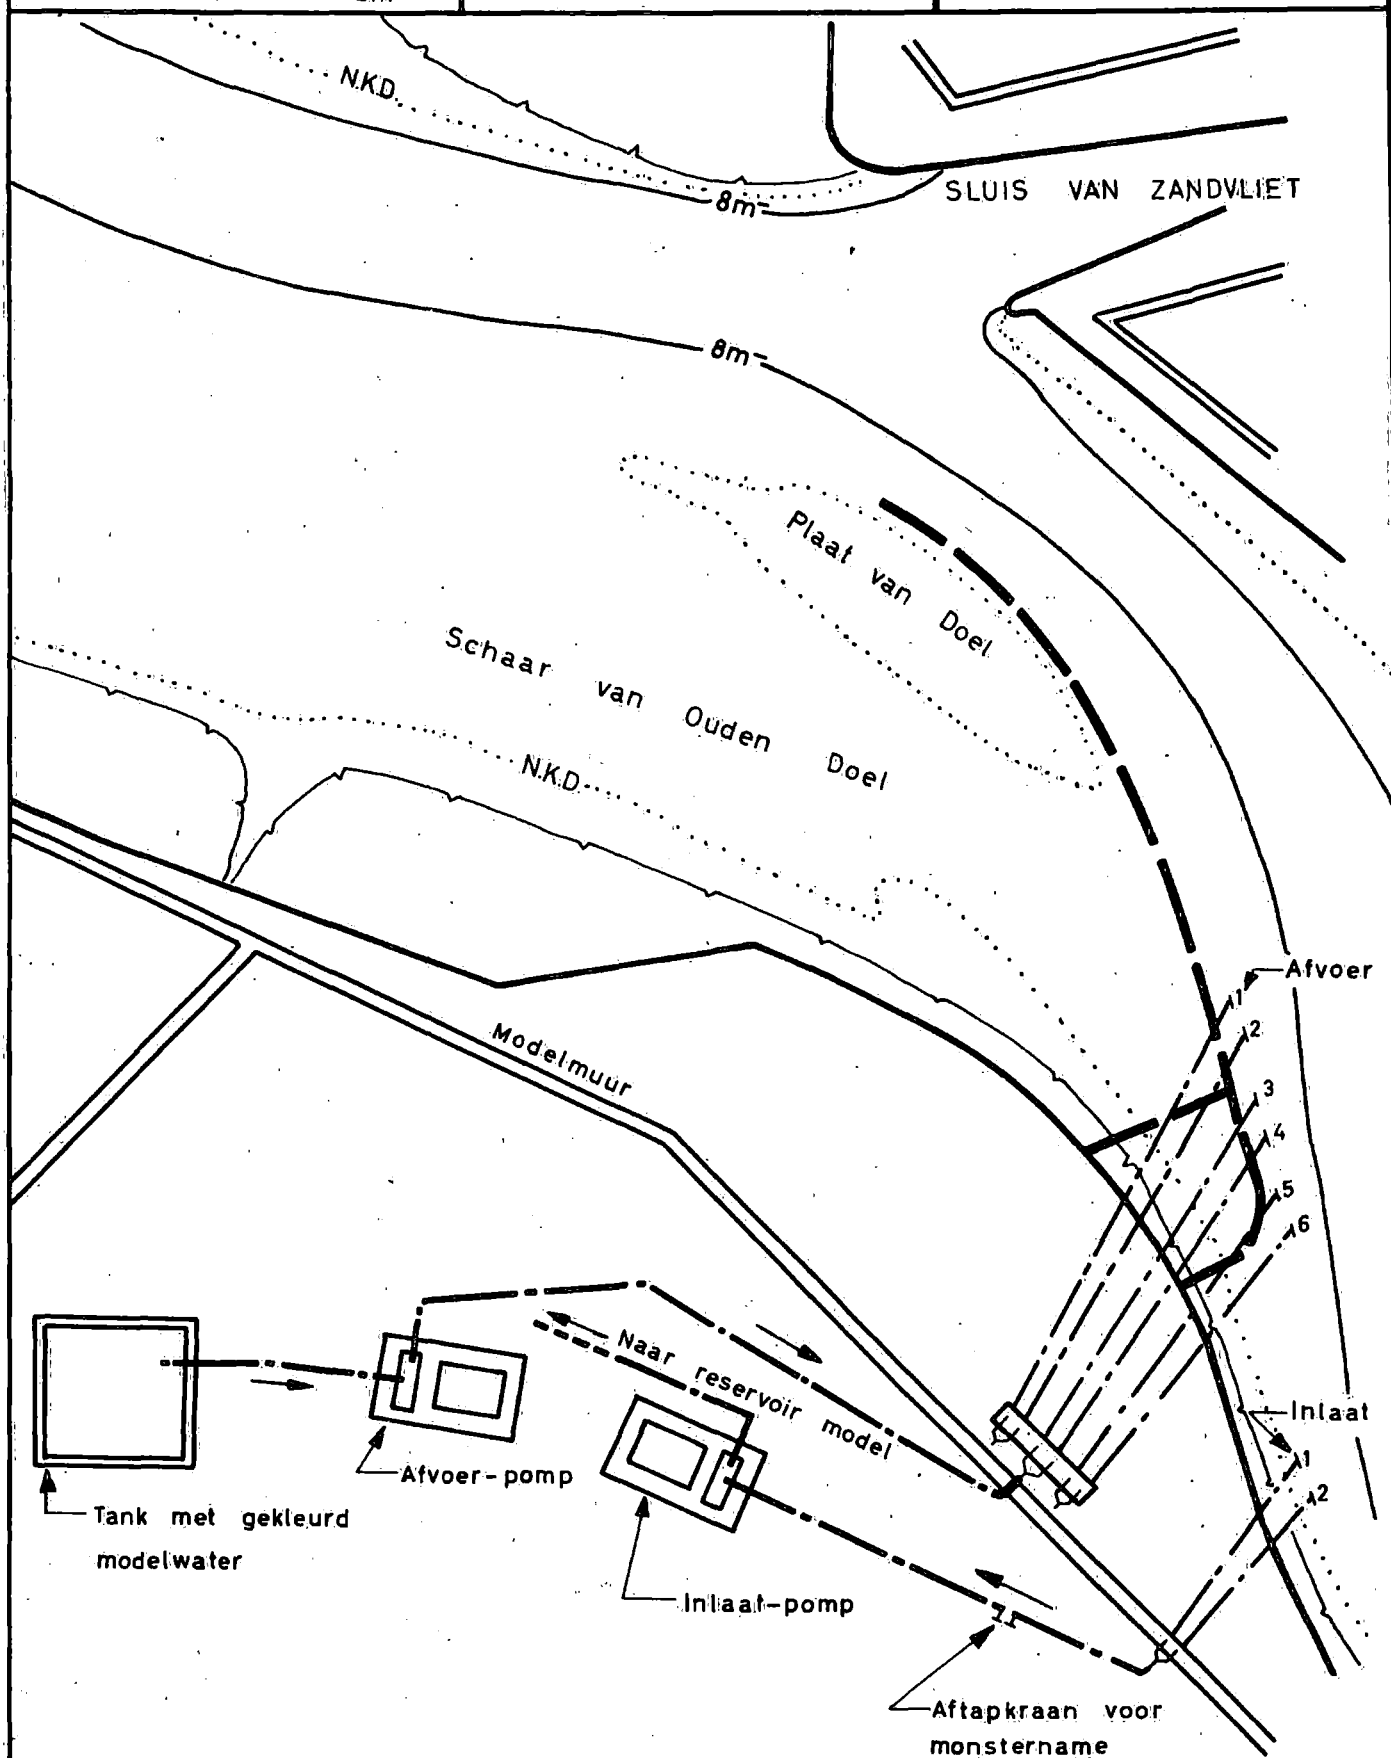 N.K.D.
8m-
SLUIS VAN ZANDVLIET
8m-
Plaat van Doel
Schaar van Ouden Doel
N.K.D.
Afvoer
1
2
3
4
5
6
Modelmuur
Naar reservoir model
Inlaat
1
2
Afvoer-pomp
Tank met gekleurd
modelwater
Inlaat-pomp
Aftapkraan voor
monstername